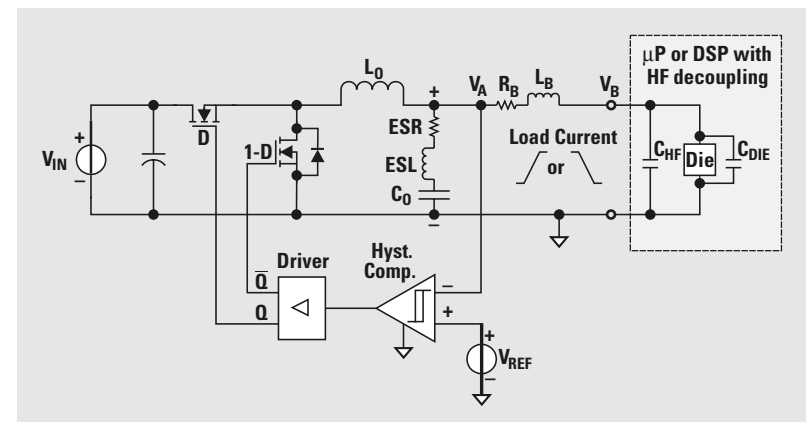 μP or DSP with
HF decoupling
L0
+
VA
RB
LB
VB
D
1-D
ESR
ESL
C0
–
Load Current
or
CHF
Die
CDIE
+
VIN
–
Driver
Q̅
Q
Hyst.
Comp.
–
+
+
VREF
–